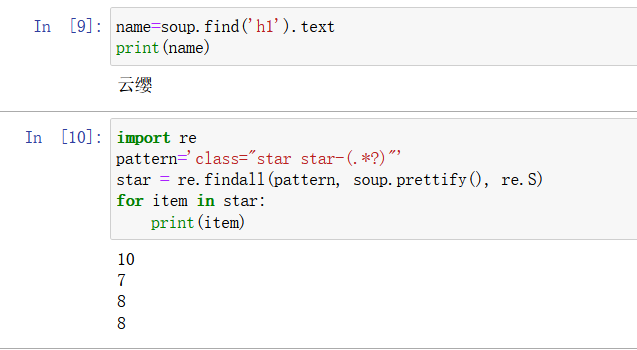 In [9]: name=soup.find('h1').text
print(name)
云缨
In [10]: import re
pattern='class="star star-(.*?)"'
star = re.findall(pattern, soup.prettify(), re.S)
for item in star:
    print(item)
10
7
8
8